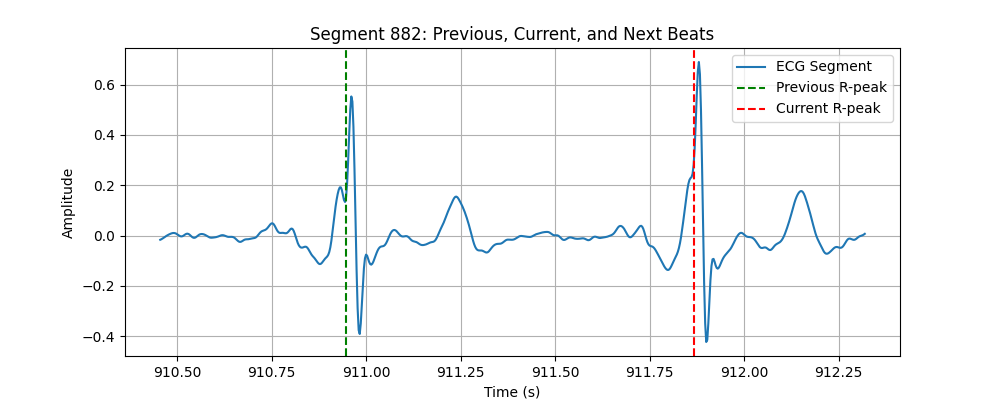 Segment 882: Previous, Current, and Next Beats
ECG Segment
Previous R-peak
Current R-peak
Amplitude
0.6
0.4
0.2
0.0
−0.2
−0.4
910.50 910.75 911.00 911.25 911.50 911.75 912.00 912.25
Time (s)